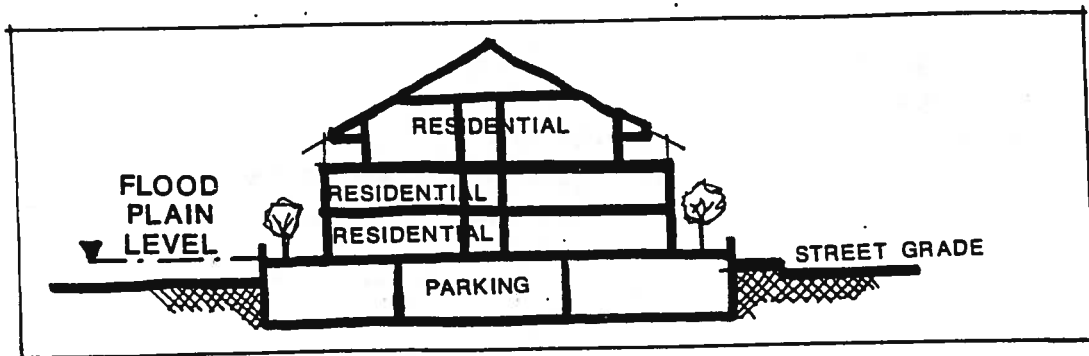 RESIDENTIAL
FLOOD
PLAIN
LEVEL
RESIDENTIAL
RESIDENTIAL
STREET GRADE
PARKING